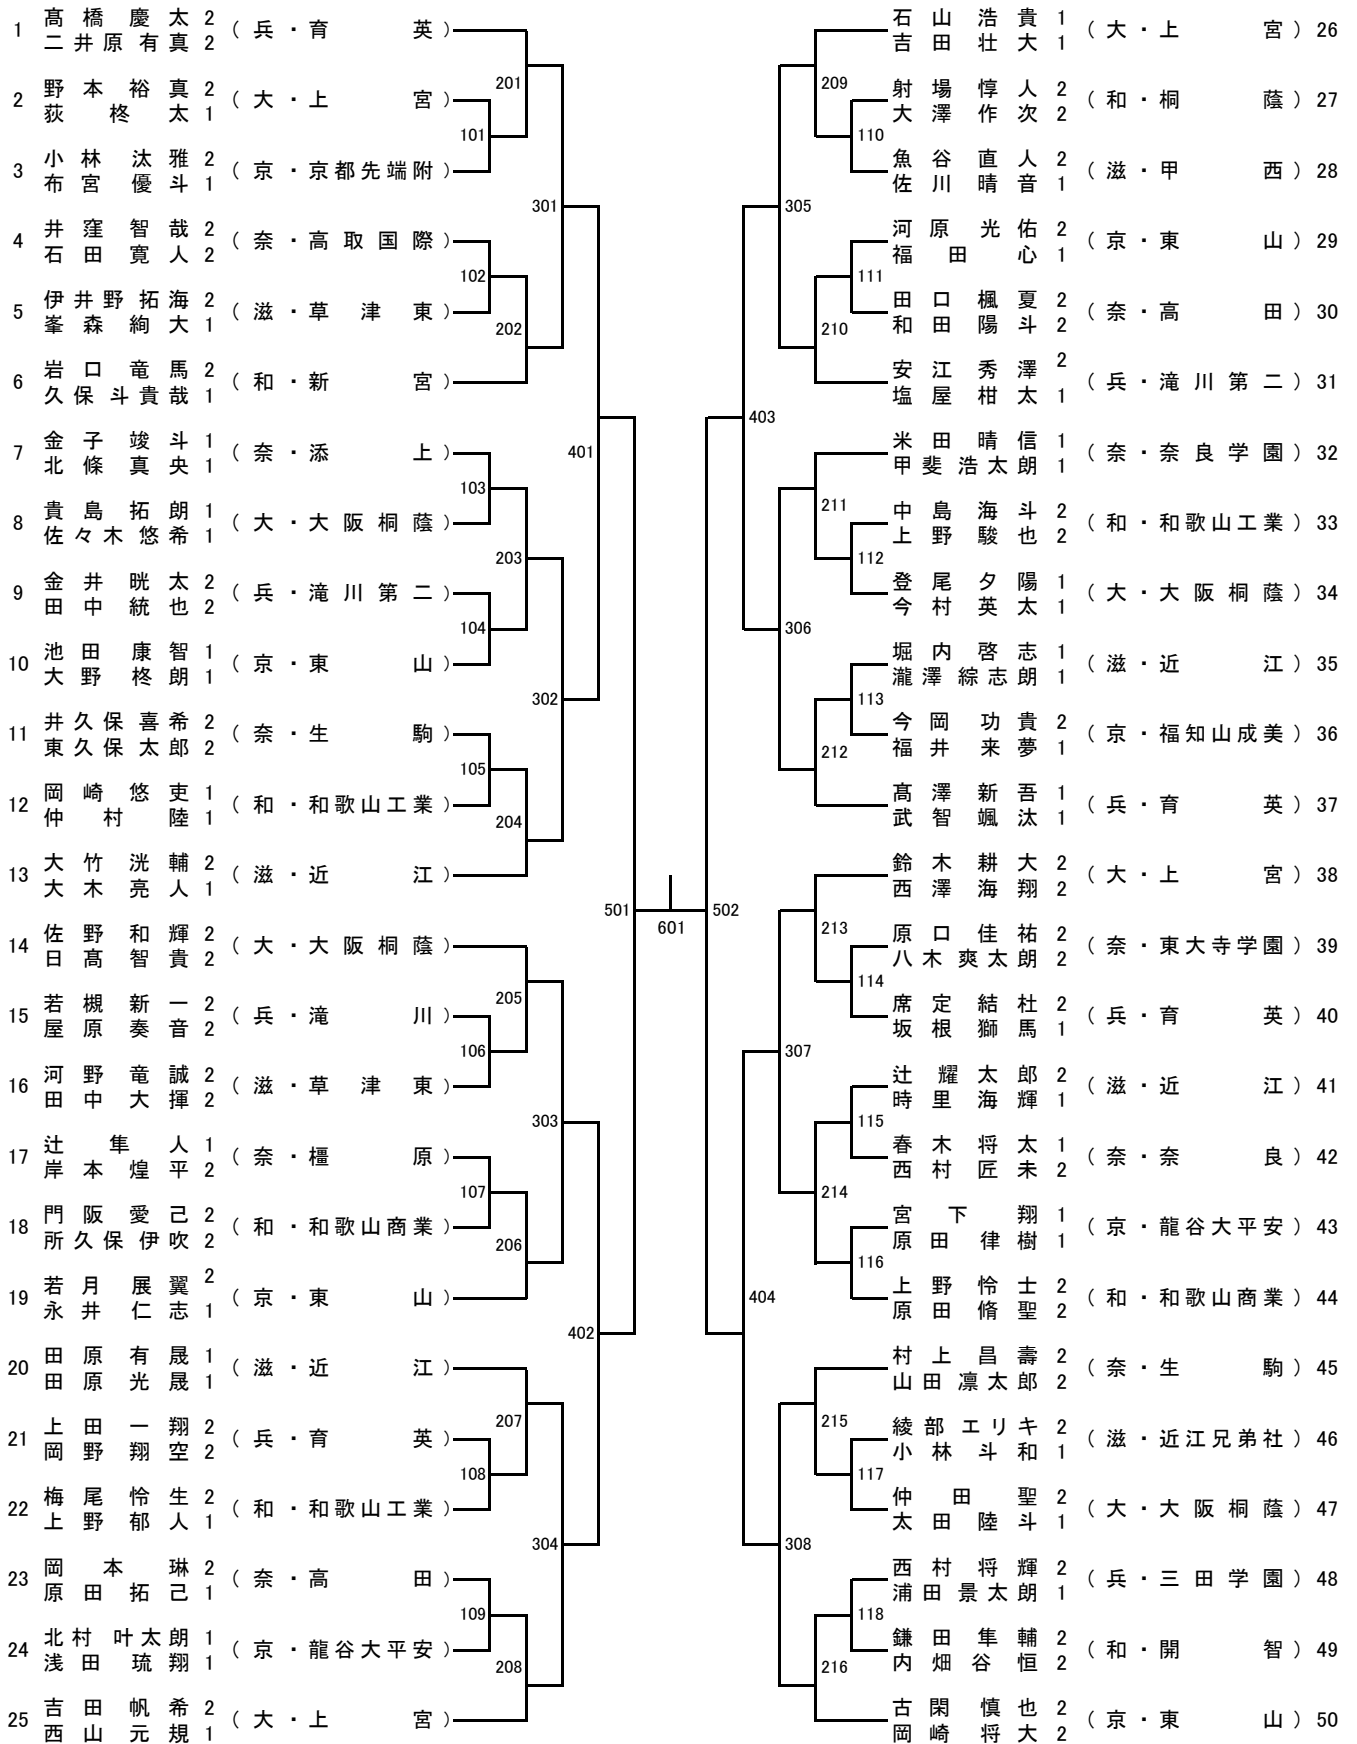 1 髙橋慶太 2 (兵・育英)
二井原有真 2
2 野本裕真 2 (大・上宮)
荻柊太 1
3 小林汰雅 2 (京・京都先端附)
布宮優斗 1
4 井窪智哉 2 (奈・高取国際)
石田寛人 2
5 伊井野拓海 2 (滋・草津東)
峯森絢大 1
6 岩口竜馬 2 (和・新宮)
久保斗貴哉 1
7 金子竣斗 1 (奈・添上)
北條真央 1
8 貴島拓朗 1 (大・大阪桐蔭)
佐々木悠希 1
9 金井晄太 2 (兵・滝川第二)
田中統也 2
10 池田康智 1 (京・東山)
大野柊朗 1
11 井久保喜希 2 (奈・生駒)
東久保太郎 2
12 岡崎悠吏 1 (和・和歌山工業)
仲村陸 1
13 大竹洸輔 2 (滋・近江)
大木亮人 1
14 佐野和輝 2 (大・大阪桐蔭)
日髙智貴 2
15 若槻新一 2 (兵・滝川)
屋原奏音 2
16 河野竜誠 2 (滋・草津東)
田中大揮 2
17 辻隼人 1 (奈・橿原)
岸本煌平 2
18 門阪愛己 2 (和・和歌山商業)
所久保伊吹 2
19 若月展翼 2 (京・東山)
永井仁志 1
20 田原有晟 1 (滋・近江)
田原光晟 1
21 上田一翔 2 (兵・育英)
岡野翔空 2
22 梅尾怜生 2 (和・和歌山工業)
上野郁人 1
23 岡本琳 2 (奈・高田)
原田拓己 1
24 北村叶太朗 1 (京・龍谷大平安)
浅田琉翔 1
25 吉田帆希 2 (大・上宮)
西山元規 1
101
102
103
104
105
106
107
108
109
201
202
203
204
205
206
207
208
301
302
303
304
401
402
501
601
502
403
404
305
306
307
308
209
210
211
212
213
214
215
216
110
111
112
113
114
115
116
117
118
石山浩貴 1 (大・上宮) 26
吉田壮大 1
射場惇人 2 (和・桐蔭) 27
大澤作次 2
魚谷直人 2 (滋・甲西) 28
佐川晴音 1
河原光佑 2 (京・東山) 29
福田心 1
田口楓夏 2 (奈・高田) 30
和田陽斗 2
安江秀澤 2 (兵・滝川第二) 31
塩屋柑太 1
米田晴信 1 (奈・奈良学園) 32
甲斐浩太朗 1
中島海斗 2 (和・和歌山工業) 33
上野駿也 2
登尾夕陽 1 (大・大阪桐蔭) 34
今村英太 1
堀内啓志 1 (滋・近江) 35
瀧澤綜志朗 1
今岡功貴 2 (京・福知山成美) 36
福井来夢 1
髙澤新吾 1 (兵・育英) 37
武智颯汰 1
鈴木耕大 2 (大・上宮) 38
西澤海翔 2
原口佳祐 2 (奈・東大寺学園) 39
八木爽太朗 2
席定結杜 2 (兵・育英) 40
坂根獅馬 1
辻耀太郎 2 (滋・近江) 41
時里海輝 1
春木将太 1 (奈・奈良) 42
西村匠未 2
宮下翔 1 (京・龍谷大平安) 43
原田律樹 1
上野怜士 2 (和・和歌山商業) 44
原田脩聖 2
村上昌壽 2 (奈・生駒) 45
山田凛太郎 2
綾部エリキ 2 (滋・近江兄弟社) 46
小林斗和 1
仲田聖 2 (大・大阪桐蔭) 47
太田陸斗 1
西村将輝 2 (兵・三田学園) 48
浦田景太朗 1
鎌田隼輔 2 (和・開智) 49
内畑谷恒 2
古閑慎也 2 (京・東山) 50
岡崎将大 2